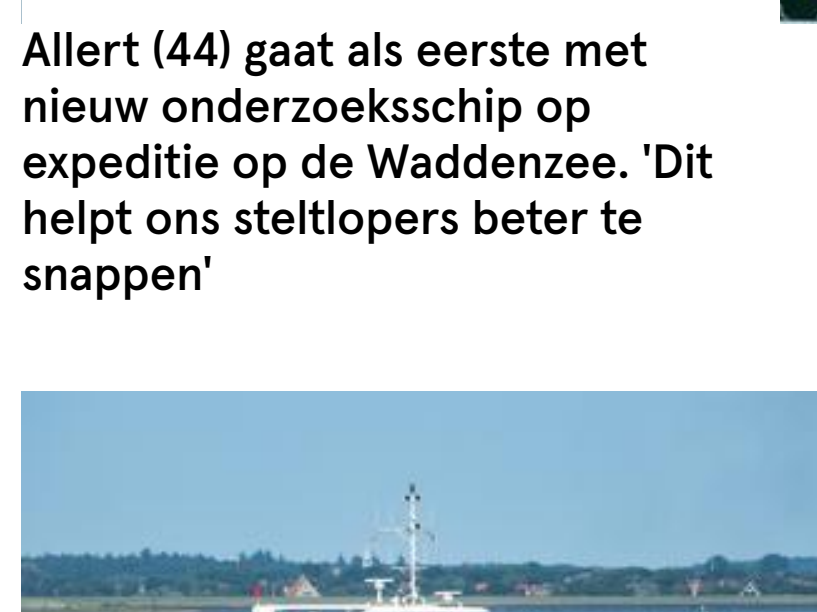 Allert (44) gaat als eerste met
nieuw onderzoeksschip op
expeditie op de Waddenzee. 'Dit
helpt ons steltlopers beter te
snappen'